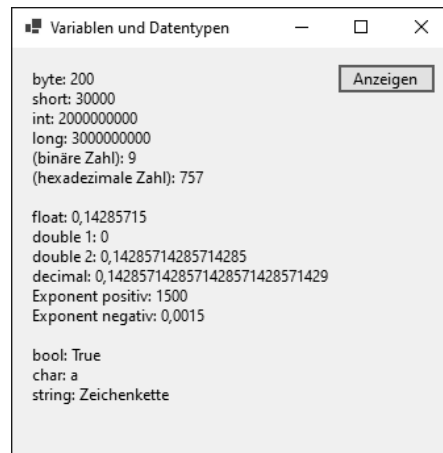 Variablen und Datentypen
Anzeigen
byte: 200
short: 30000
int: 2000000000
long: 3000000000
(binäre Zahl): 9
(hexadezimale Zahl): 757
float: 0,14285715
double 1: 0
double 2: 0,14285714285714285
decimal: 0,1428571428571428571428571429
Exponent positiv: 1500
Exponent negativ: 0,0015
bool: True
char: a
string: Zeichenkette